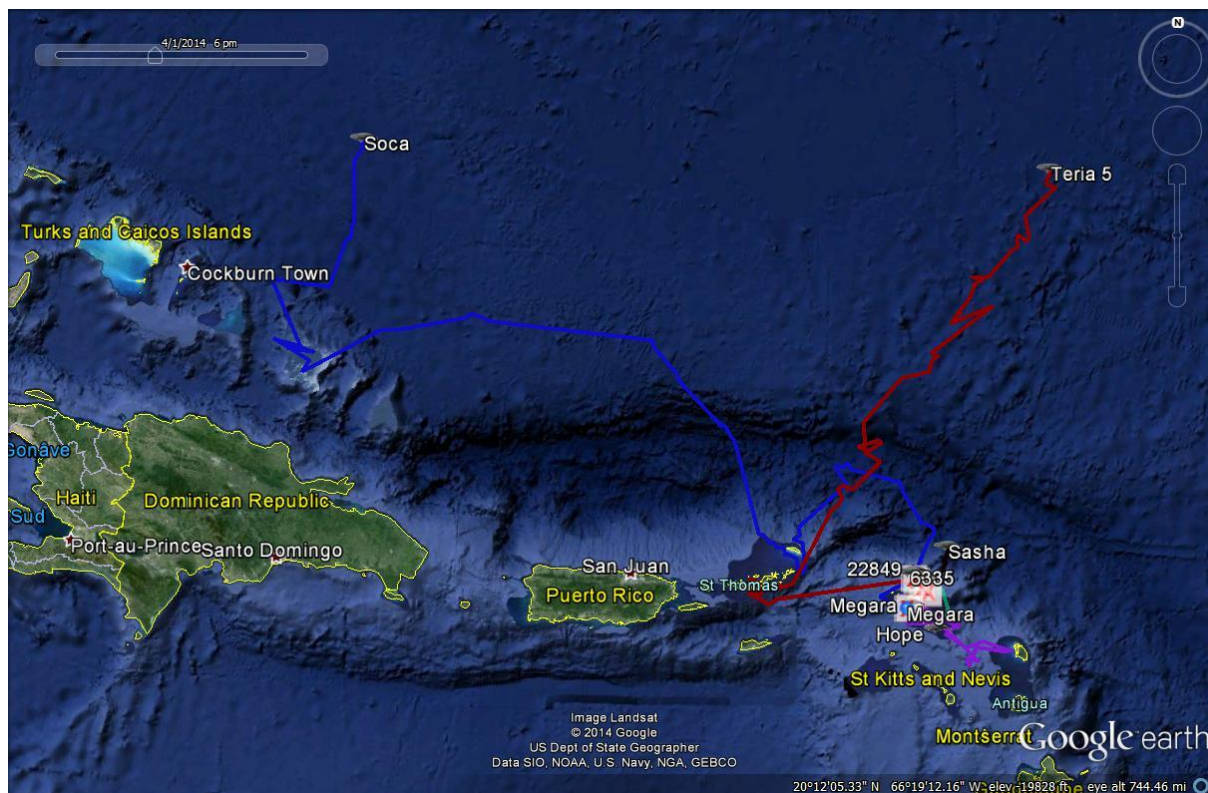 4/1/2014 6 pm
N
Soca
Teria 5
Turks and Caicos Islands
Cockburn Town
Gonâve
Haiti
Dominican Republic
Sud
Port-au-Prince
Santo Domingo
San Juan
Puerto Rico
St Thomas
Sasha
22849
6335
Megara
Megara
Hope
St Kitts and Nevis
Antigua
Montserrat
Google earth
Image Landsat
© 2014 Google
US Dept of State Geographer
Data SIO, NOAA, U.S. Navy, NGA, GEBCO
20°12'05.33" N 66°19'12.16" W elev -19828 ft eye alt 744.46 mi